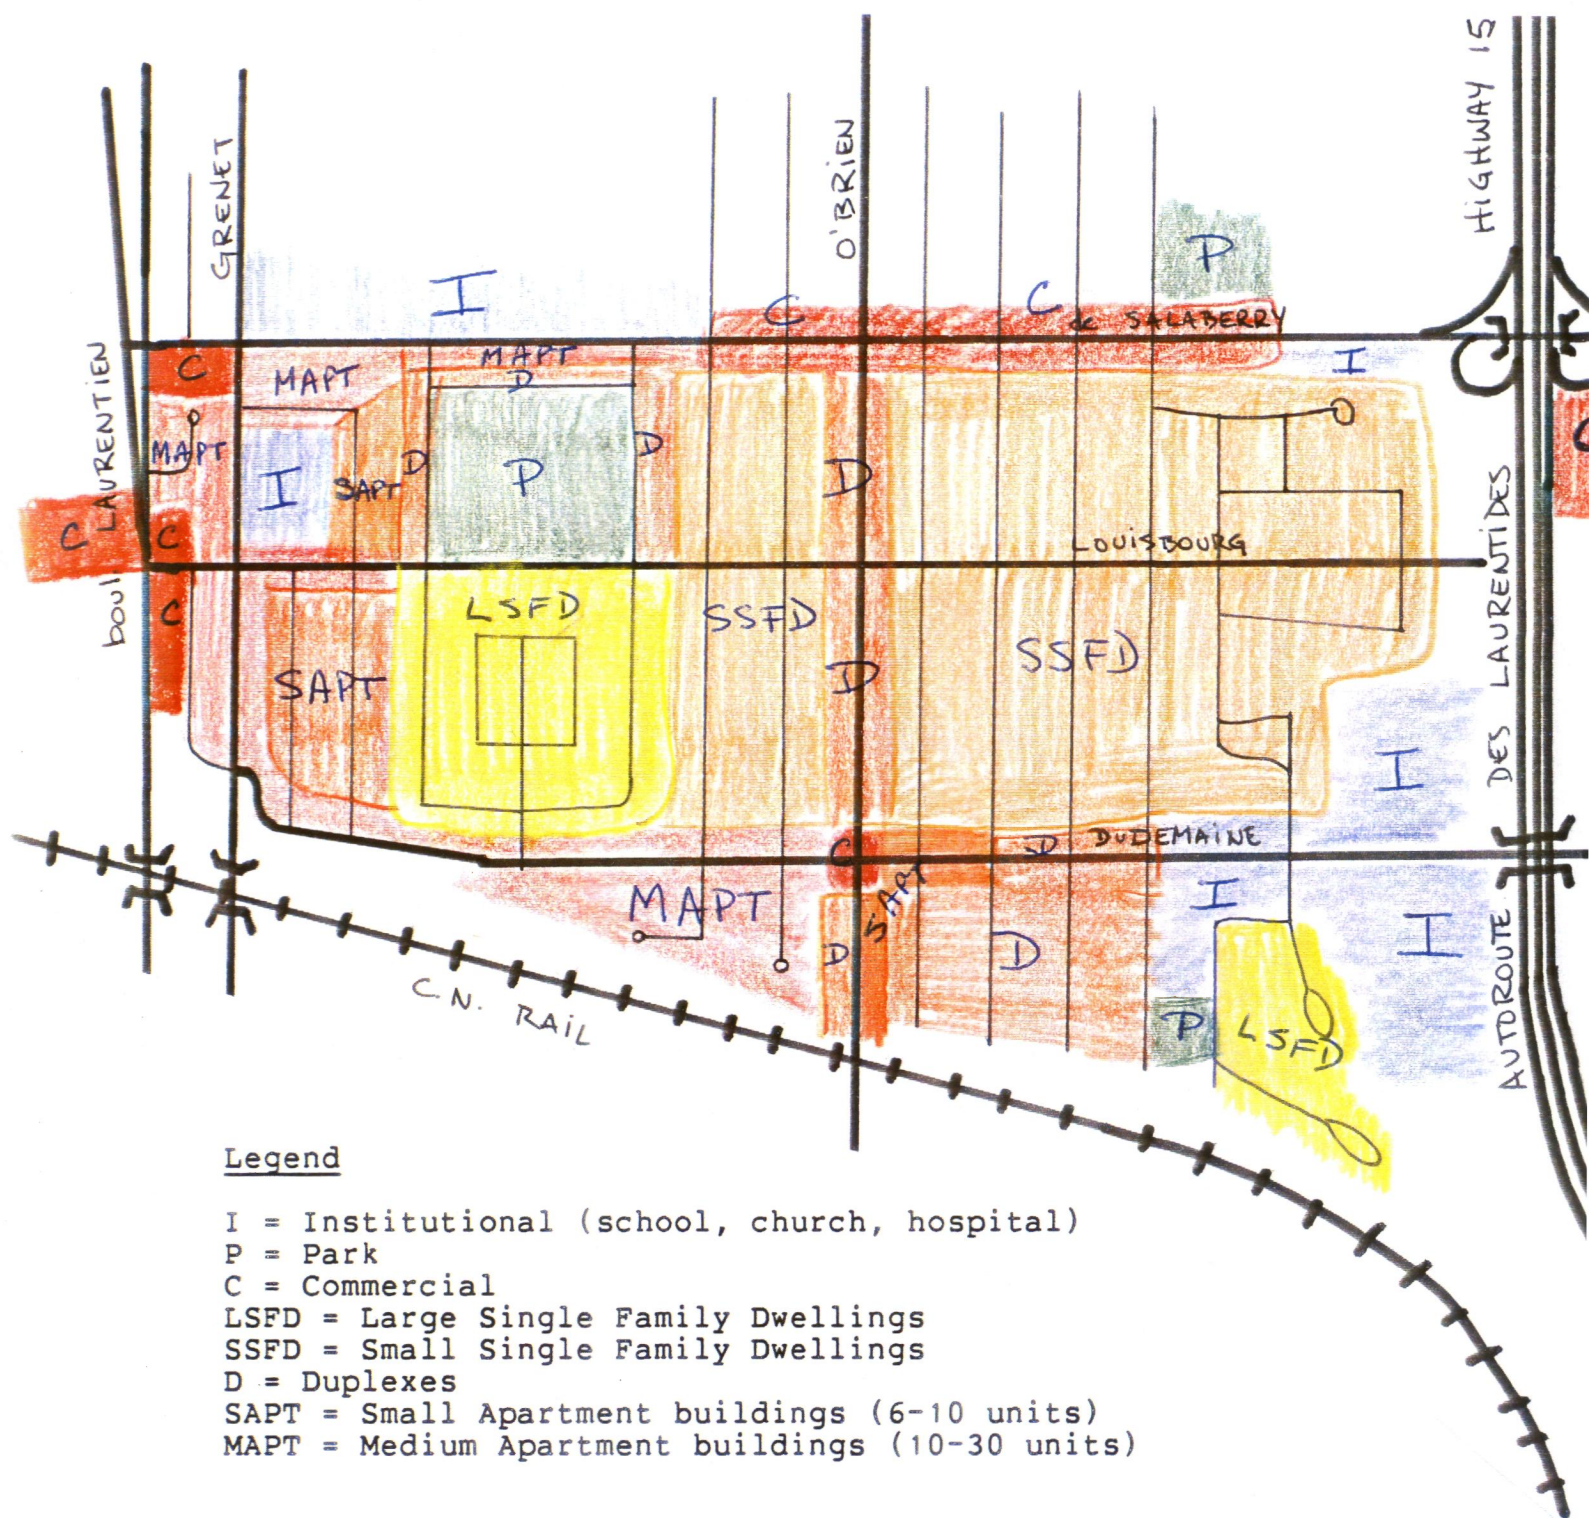 HIGHWAY 15
O'BRIEN
GRENET
P
I
C
C
de SALABERRY
MAPT
I
C
MAPT
D
boul. LAURENTIEN
MAPT
D
D
I
SAPT
P
D
C
C
C
LOUISBOURG
C
LSFD
SSFD
SSFD
D
SAPT
I
AUTOROUTE DES LAURENTIDES
C
D
DUDEMAINE
MAPT
SAPT
I
I
D
D
P
LSFD
C.N. RAIL
Legend
I = Institutional (school, church, hospital)
P = Park
C = Commercial
LSFD = Large Single Family Dwellings
SSFD = Small Single Family Dwellings
D = Duplexes
SAPT = Small Apartment buildings (6-10 units)
MAPT = Medium Apartment buildings (10-30 units)